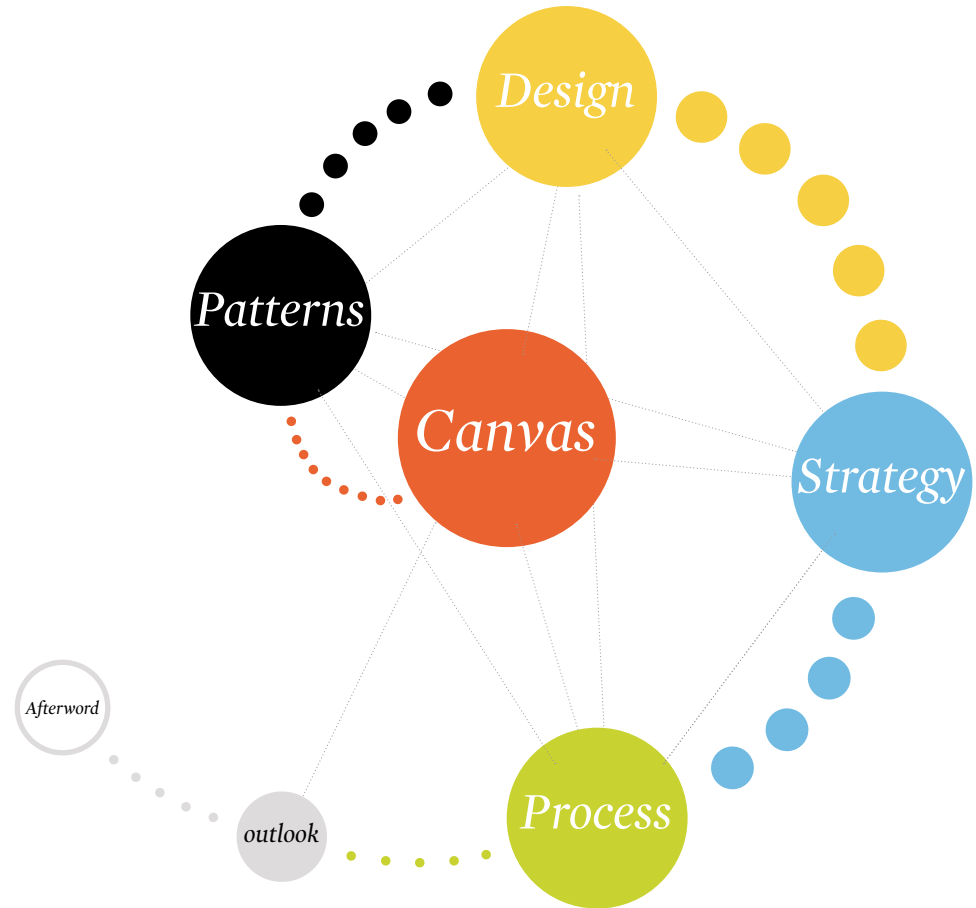 Design
Patterns
Canvas
Strategy
Afterword
Process
outlook